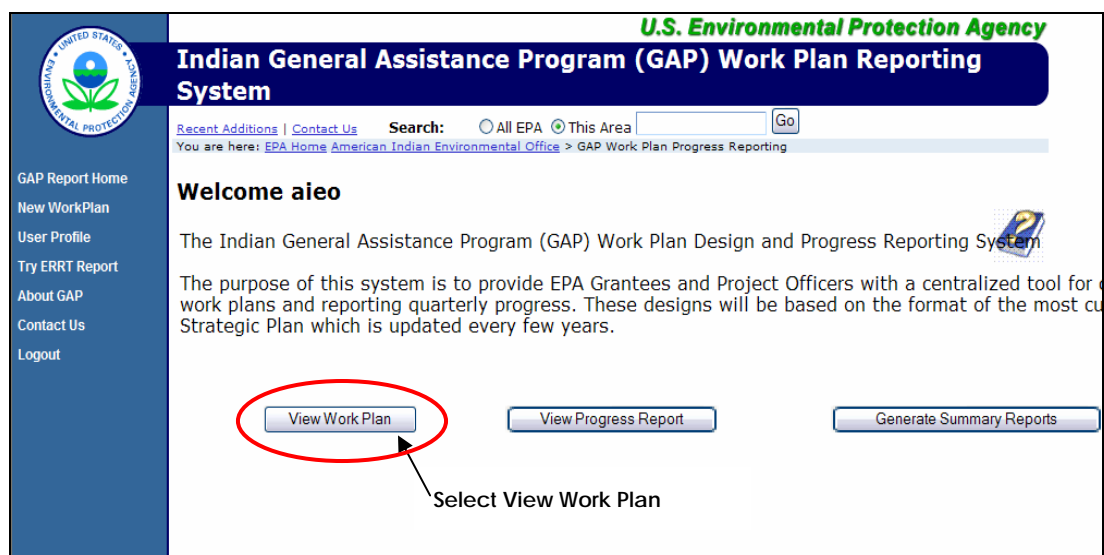 UNITED STATES
ENVIRONMENTAL PROTECTION AGENCY
U.S. Environmental Protection Agency
Indian General Assistance Program (GAP) Work Plan Reporting
System
Recent Additions | Contact Us Search: All EPA This Area Go
You are here: EPA Home American Indian Environmental Office > GAP Work Plan Progress Reporting
GAP Report Home
New WorkPlan
User Profile
Try ERRT Report
About GAP
Contact Us
Logout
Welcome aieo
The Indian General Assistance Program (GAP) Work Plan Design and Progress Reporting System
The purpose of this system is to provide EPA Grantees and Project Officers with a centralized tool for
work plans and reporting quarterly progress. These designs will be based on the format of the most cu
Strategic Plan which is updated every few years.
View Work Plan View Progress Report Generate Summary Reports
Select View Work Plan